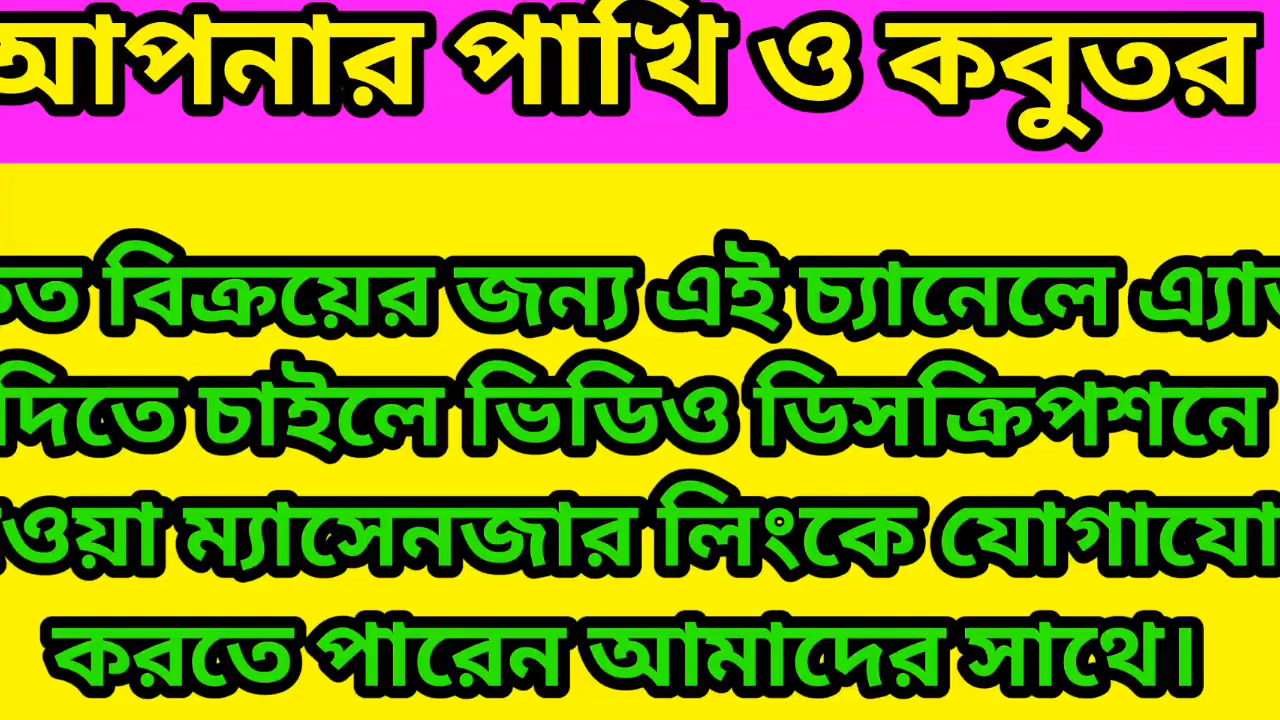 আপনার পাখি ও কবুতর
বিক্রয়ের জন্য এই চ্যানেলে
দিতে চাইলে ভিডিও ডিসক্রিপশনে
ম্যাসেনজার লিংকে
করতে পারেন আমাদের সাথে।